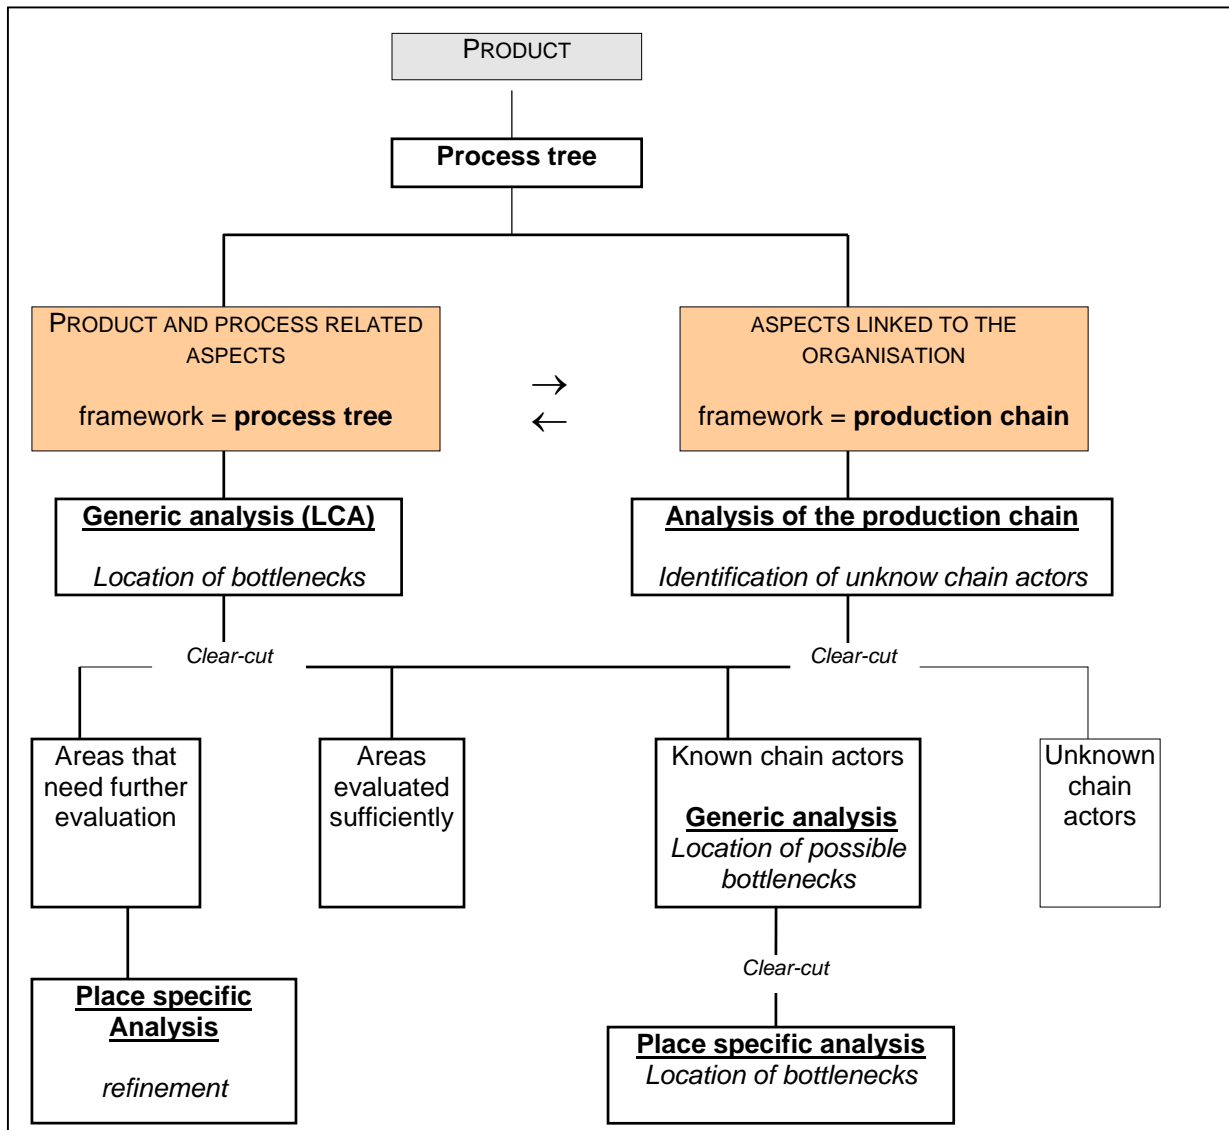 PRODUCT
Process tree
PRODUCT AND PROCESS RELATED
ASPECTS
framework = process tree
→
←
ASPECTS LINKED TO THE
ORGANISATION
framework = production chain
Generic analysis (LCA)
Location of bottlenecks
Analysis of the production chain
Identification of unknow chain actors
Clear-cut
Clear-cut
Areas that
need further
evaluation
Areas
evaluated
sufficiently
Known chain actors
Generic analysis
Location of possible
bottlenecks
Unknown
chain
actors
Clear-cut
Place specific
Analysis
refinement
Place specific analysis
Location of bottlenecks